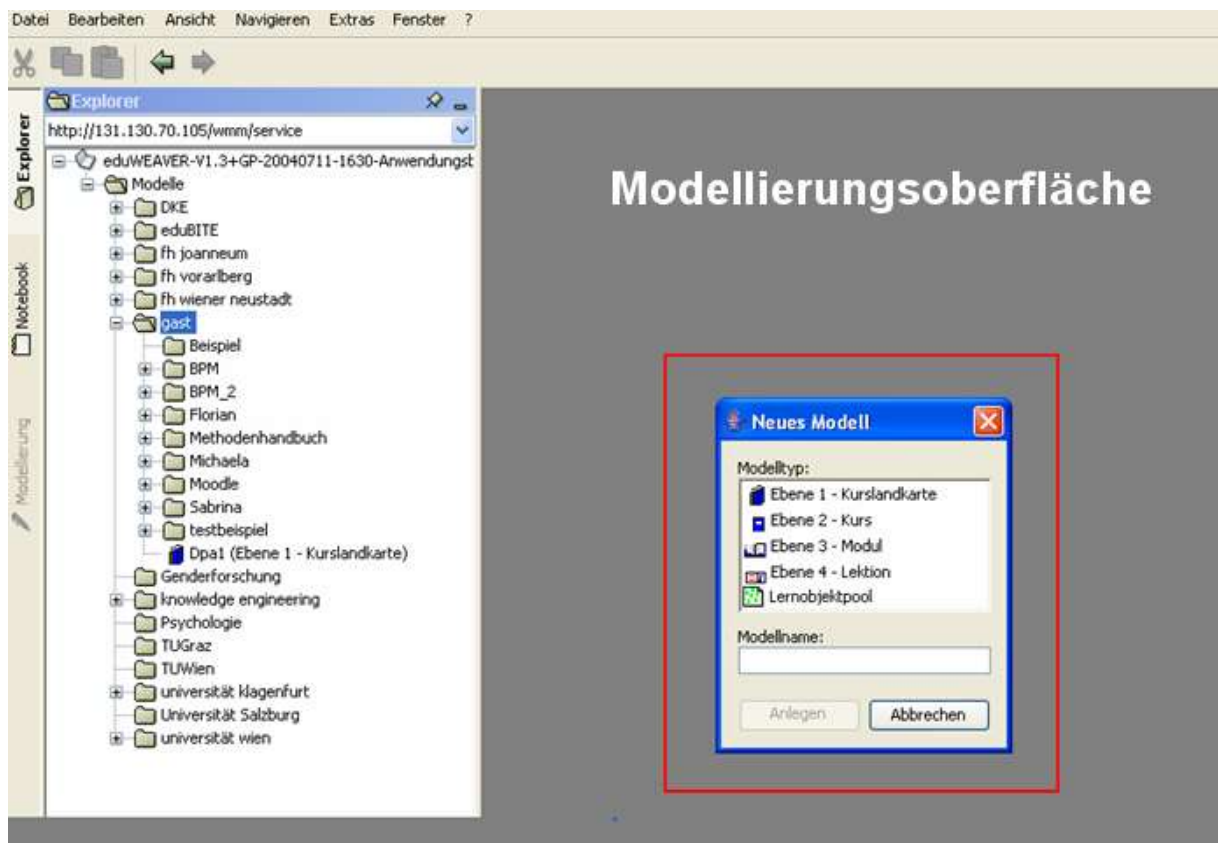 Datei Bearbeiten Ansicht Navigieren Extras Fenster ?
Explorer
Notebook
Modellierung
Explorer
http://131.130.70.105/wmm/service
eduWEAVER-V1.3+GP-20040711-1630-Anwendungst
Modelle
DKE
eduBITE
fh joanneum
fh vorarlberg
fh wiener neustadt
gast
Beispiel
BPM
BPM_2
Florian
Methodenhandbuch
Michaela
Moodle
Sabrina
testbeispiel
Dpa1 (Ebene 1 - Kurslandkarte)
Genderforschung
knowledge engineering
Psychologie
TUGraz
TUWien
universität klagenfurt
Universität Salzburg
universität wien
Modellierungsoberfläche
Neues Modell
Modelltyp:
Ebene 1 - Kurslandkarte
Ebene 2 - Kurs
Ebene 3 - Modul
Ebene 4 - Lektion
Lernobjektpool
Modellname:
Anlegen Abbrechen